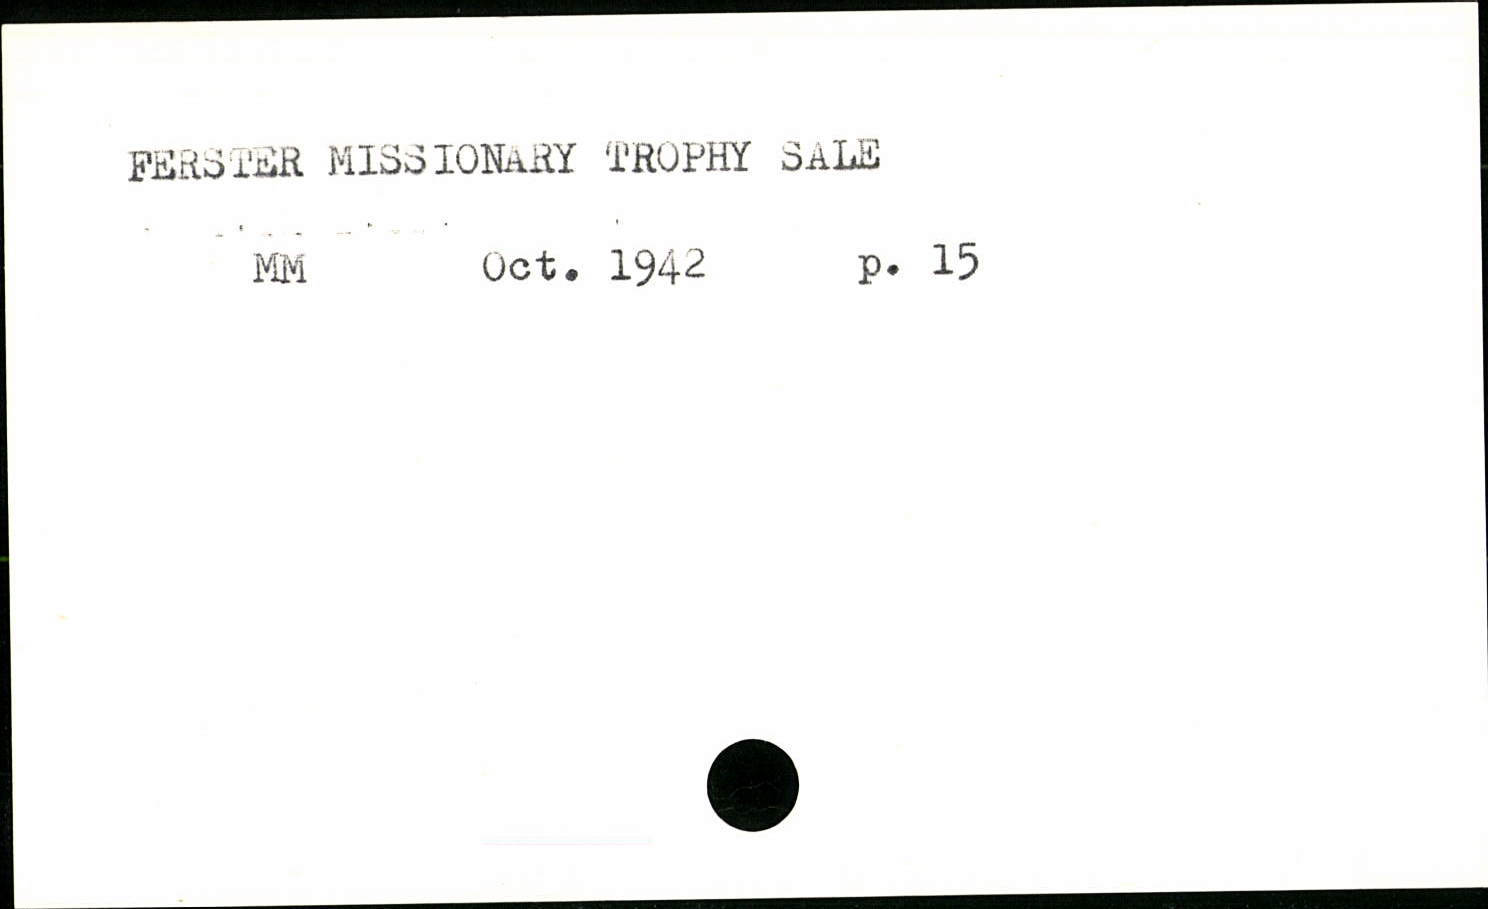 FERSTER MISSIONARY TROPHY SALE
MM Oct. 1942 p. 15